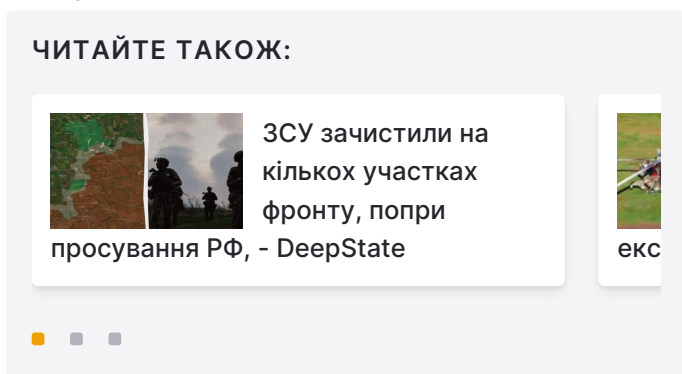 ЧИТАЙТЕ ТАКОЖ:
ЗСУ зачистили на
кількох участках
фронту, попри
просування РФ, - DeepState
екс